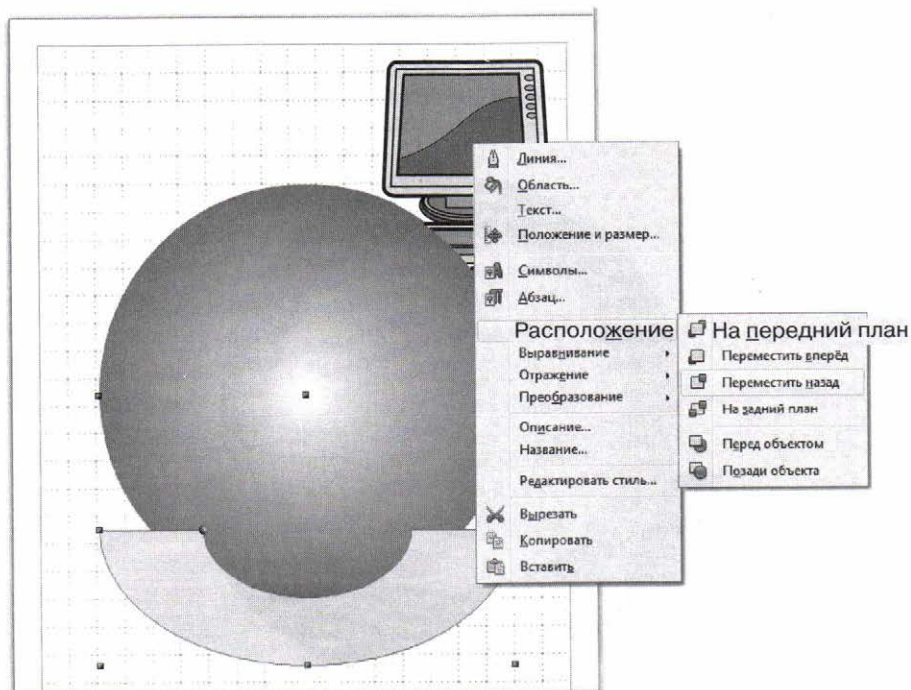 Линия...
Область...
Текст...
Положение и размер...
Символы...
Абзац...
Расположение
Выравнивание
Отражение
Преобразование
Описание...
Название...
Редактировать стиль...
Вырезать
Копировать
Вставить
На передний план
Переместить вперёд
Переместить назад
На задний план
Перед объектом
Позади объекта